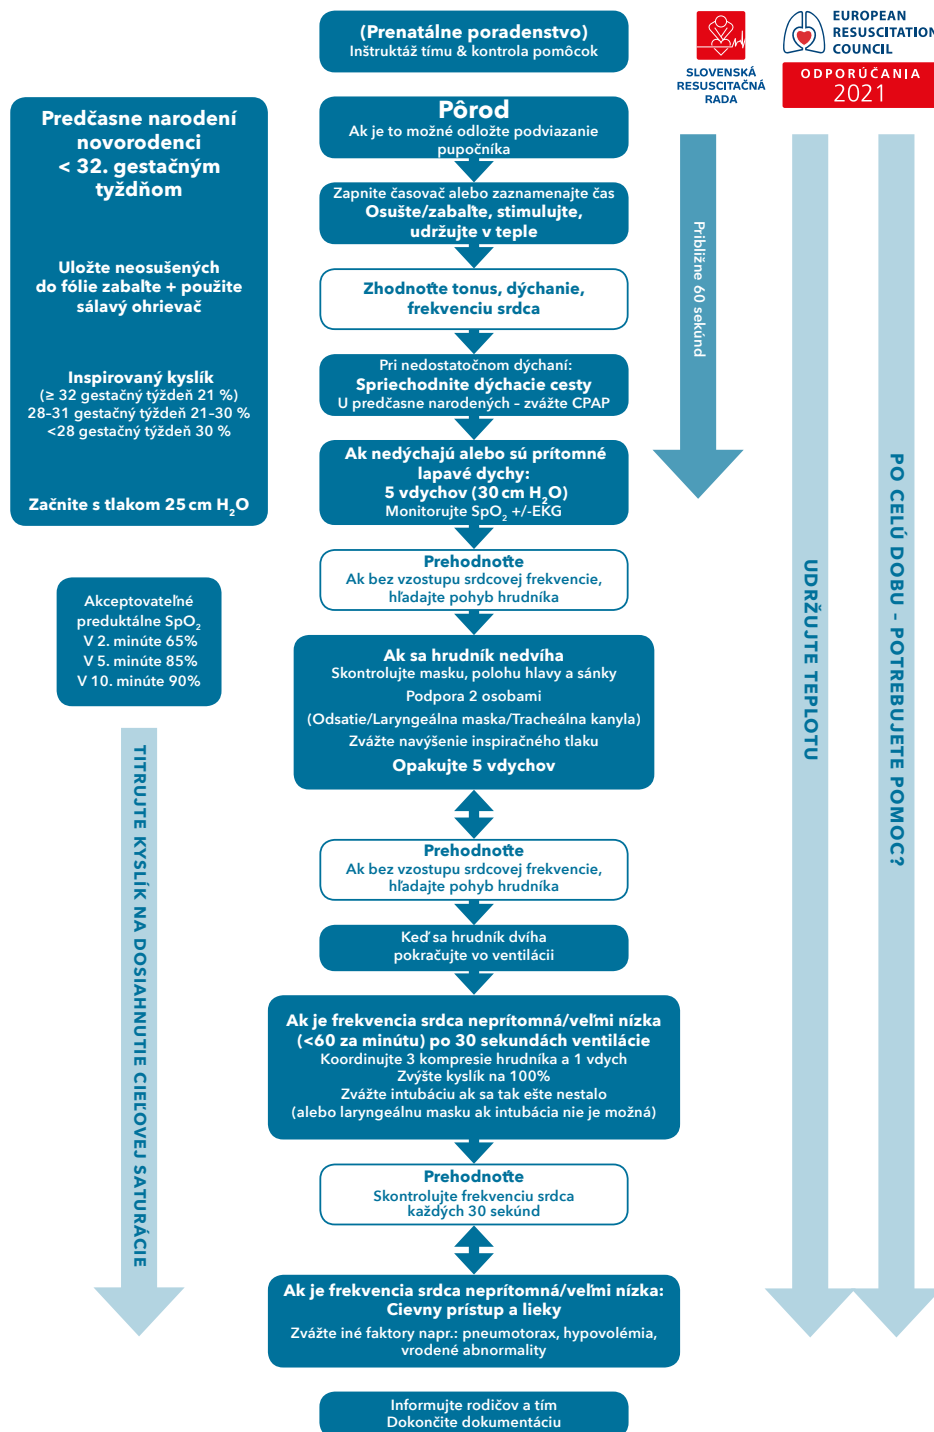 (Prenatálne poradenstvo)
Inštruktáž tímu & kontrola pomôcok
SLOVENSKÁ
RESUSCITAČNÁ
RADA
EUROPEAN
RESUSCITATION
COUNCIL
ODPORÚČANIA
2021
Predčasne narodení
novorodenci
< 32. gestačným
týždňom
Uložte neosušených
do fólie zabaľte + použite
sálavý ohrievač
Inspirovaný kyslík
(≥ 32 gestačný týždeň 21 %)
28–31 gestačný týždeň 21–30 %
<28 gestačný týždeň 30 %
Začnite s tlakom 25 cm H₂O
Pôrod
Ak je to možné odložte podviazanie
pupočníka
Zapnite časovač alebo zaznamenajte čas
Osušte/zabaľte, stimulujte,
udržujte v teple
Zhodnoťte tonus, dýchanie,
frekvenciu srdca
Pri nedostatočnom dýchaní:
Spriechodnite dýchacie cesty
U predčasne narodených – zvážte CPAP
Ak nedýchajú alebo sú prítomné
lapavé dychy:
5 vdychov (30 cm H₂O)
Monitorujte SpO₂ +/-EKG
Približne 60 sekúnd
Prehodnoťte
Ak bez vzostupu srdcovej frekvencie,
hľadajte pohyb hrudníka
Akceptovateľné
preduktálne SpO₂
V 2. minúte 65%
V 5. minúte 85%
V 10. minúte 90%
Ak sa hrudník nedvíha
Skontrolujte masku, polohu hlavy a sánky
Podpora 2 osobami
(Odsatie/Laryngeálna maska/Tracheálna kanyla)
Zvážte navýšenie inspiračného tlaku
Opakujte 5 vdychov
Prehodnoťte
Ak bez vzostupu srdcovej frekvencie,
hľadajte pohyb hrudníka
Keď sa hrudník dvíha
pokračujte vo ventilácii
Ak je frekvencia srdca neprítomná/veľmi nízka
(<60 za minútu) po 30 sekundách ventilácie
Koordinujte 3 kompresie hrudníka a 1 vdych
Zvýšte kyslík na 100%
Zvážte intubáciu ak sa tak ešte nestalo
(alebo laryngeálnu masku ak intubácia nie je možná)
Prehodnoťte
Skontrolujte frekvenciu srdca
každých 30 sekúnd
Ak je frekvencia srdca neprítomná/veľmi nízka:
Cievny prístup a lieky
Zvážte iné faktory napr.: pneumotorax, hypovolémia,
vrodené abnormality
Informujte rodičov a tím
Dokončite dokumentáciu
TITRUJTE KYSLÍK NA DOSIAHNUTIE CIEĽOVEJ SATURÁCIE
UDRŽUJTE TEPLOTU
PO CELÚ DOBU – POTREBUJETE POMOC?